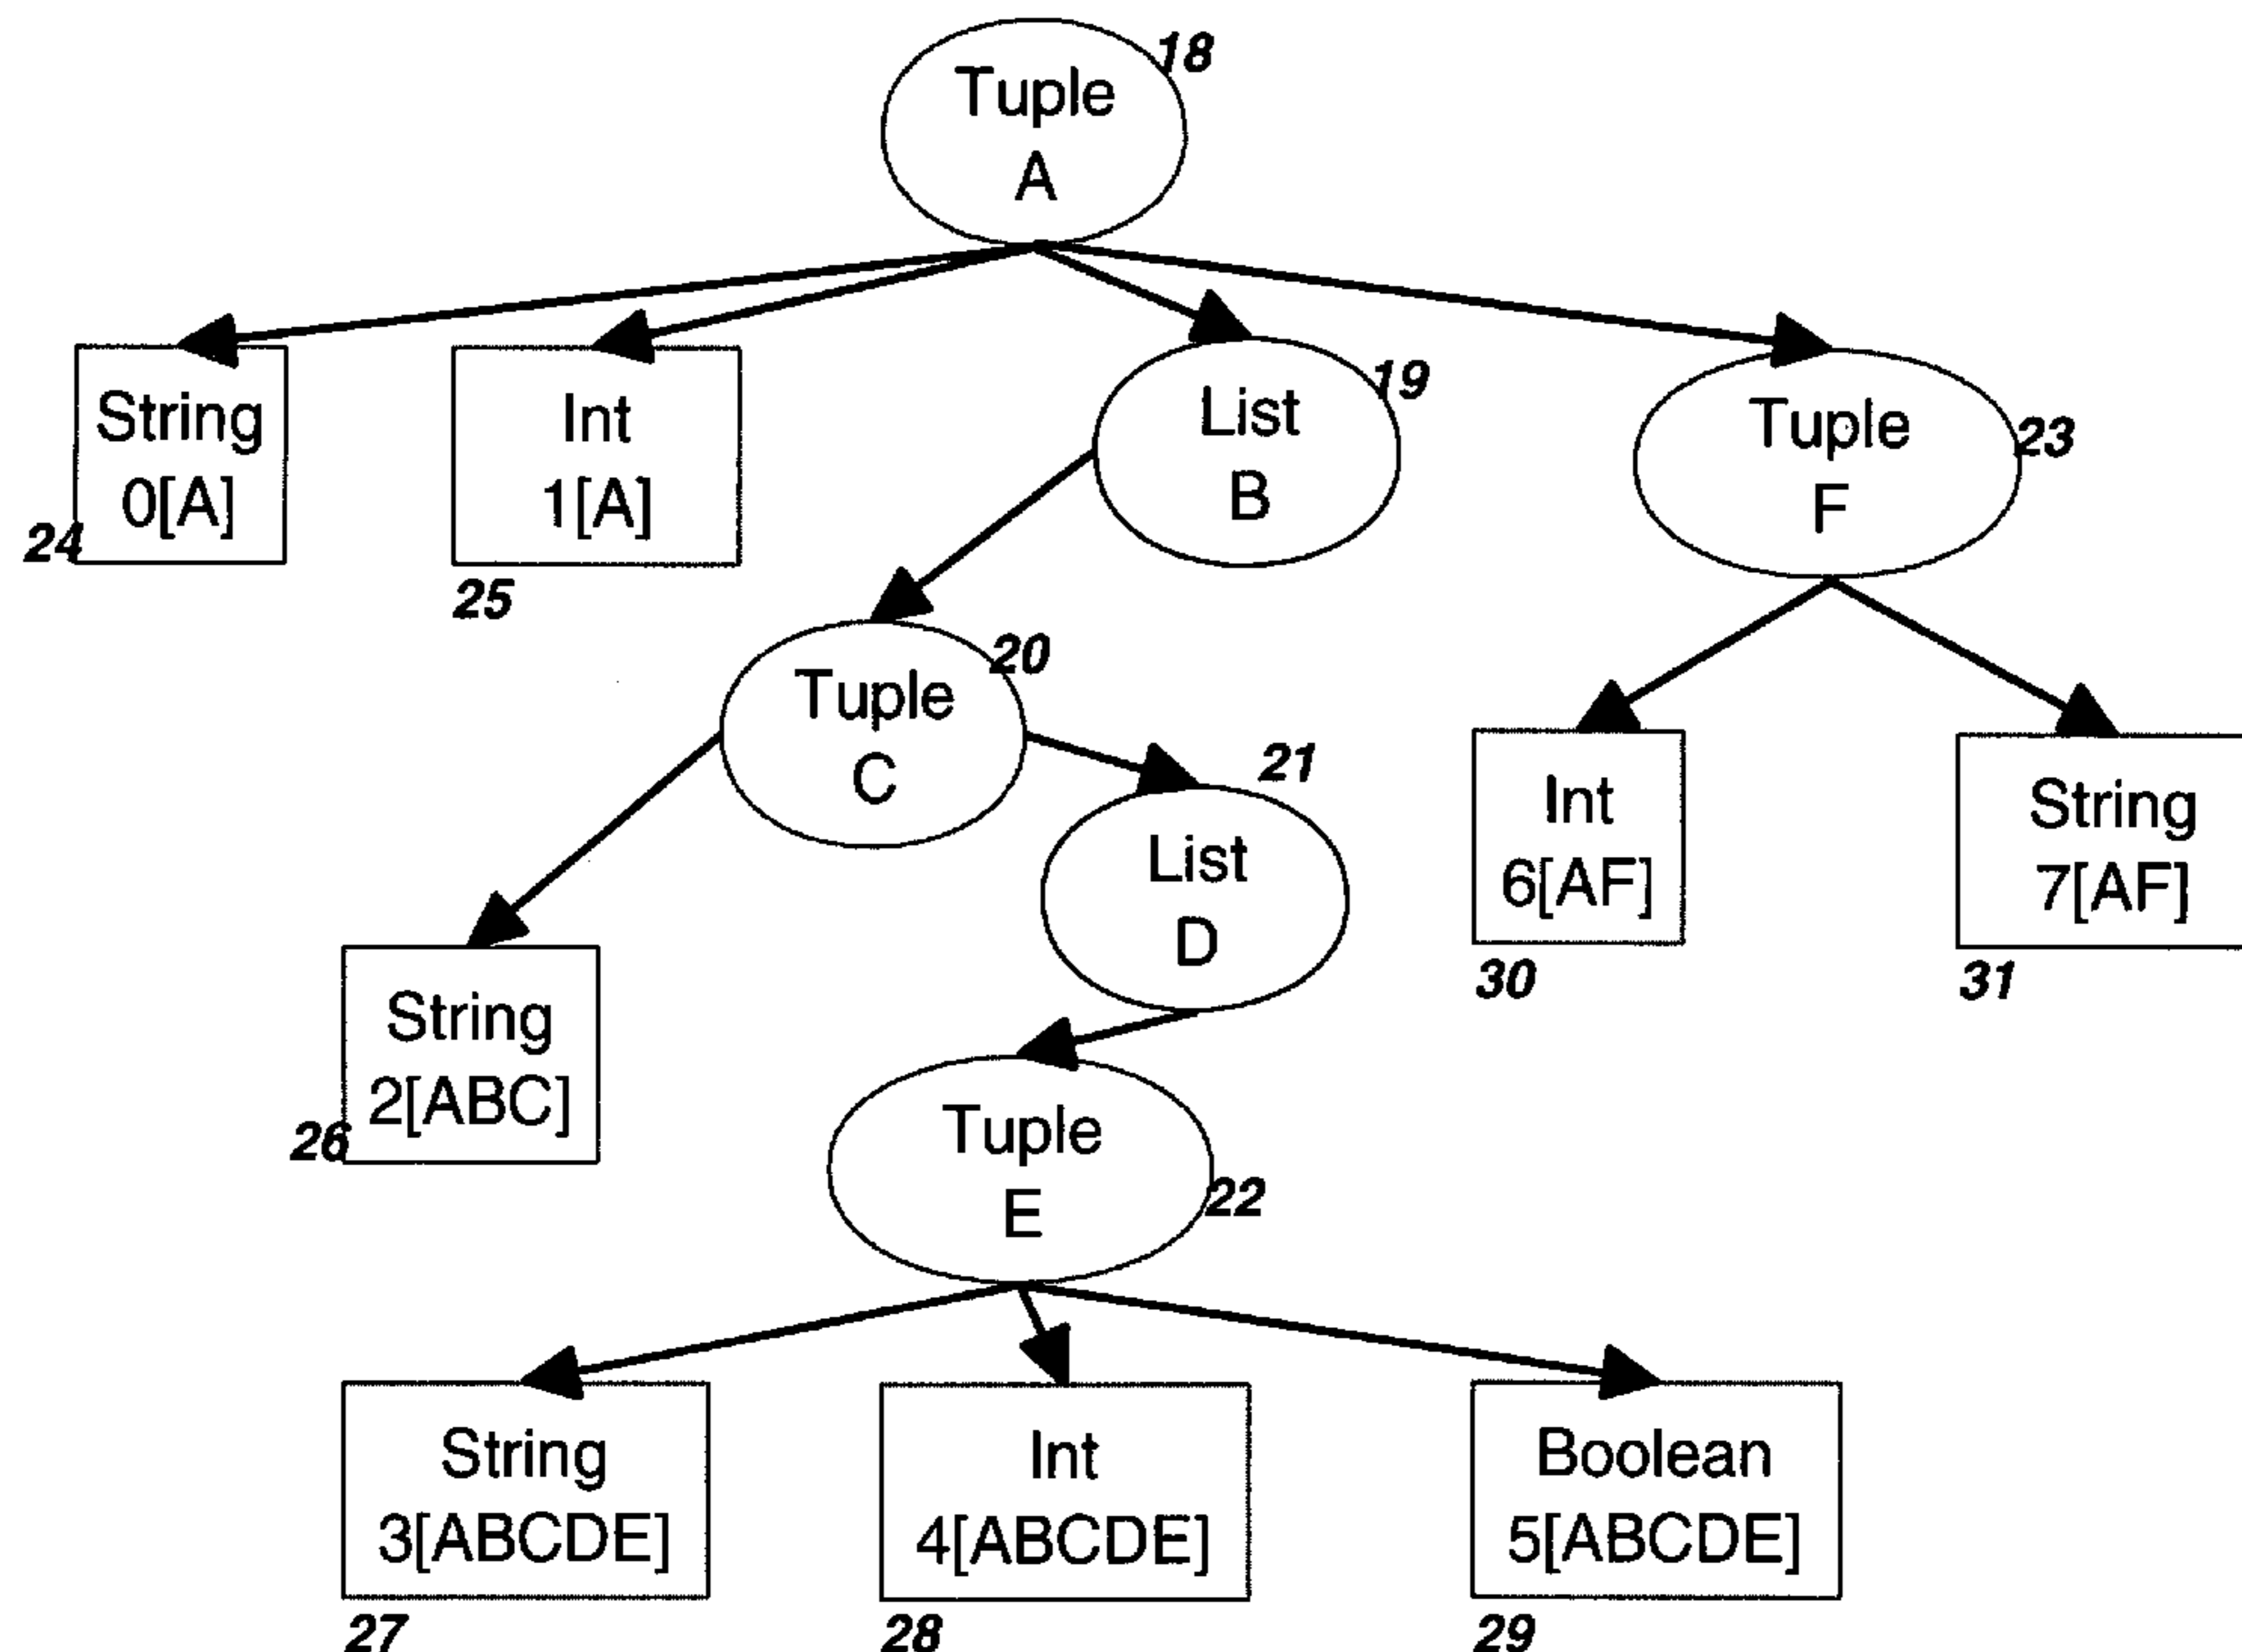 Tuple
A
18
String
0[A]
24
Int
1[A]
25
List
B
19
Tuple
F
23
Tuple
C
20
List
D
21
Int
6[AF]
30
String
7[AF]
31
String
2[ABC]
26
Tuple
E
22
String
3[ABCDE]
27
Int
4[ABCDE]
28
Boolean
5[ABCDE]
29